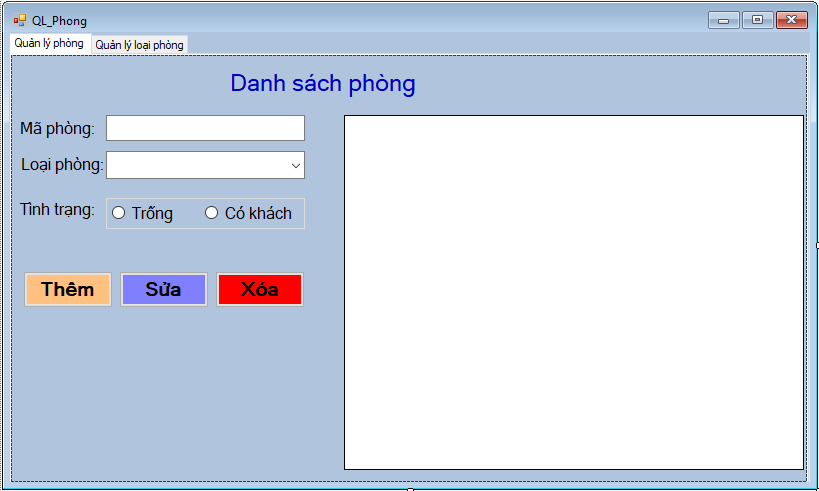 QL_Phong
Quản lý phòng Quản lý loại phòng
Danh sách phòng
Mã phòng:
Loại phòng:
Tình trạng: Trống Có khách
Thêm Sửa Xóa